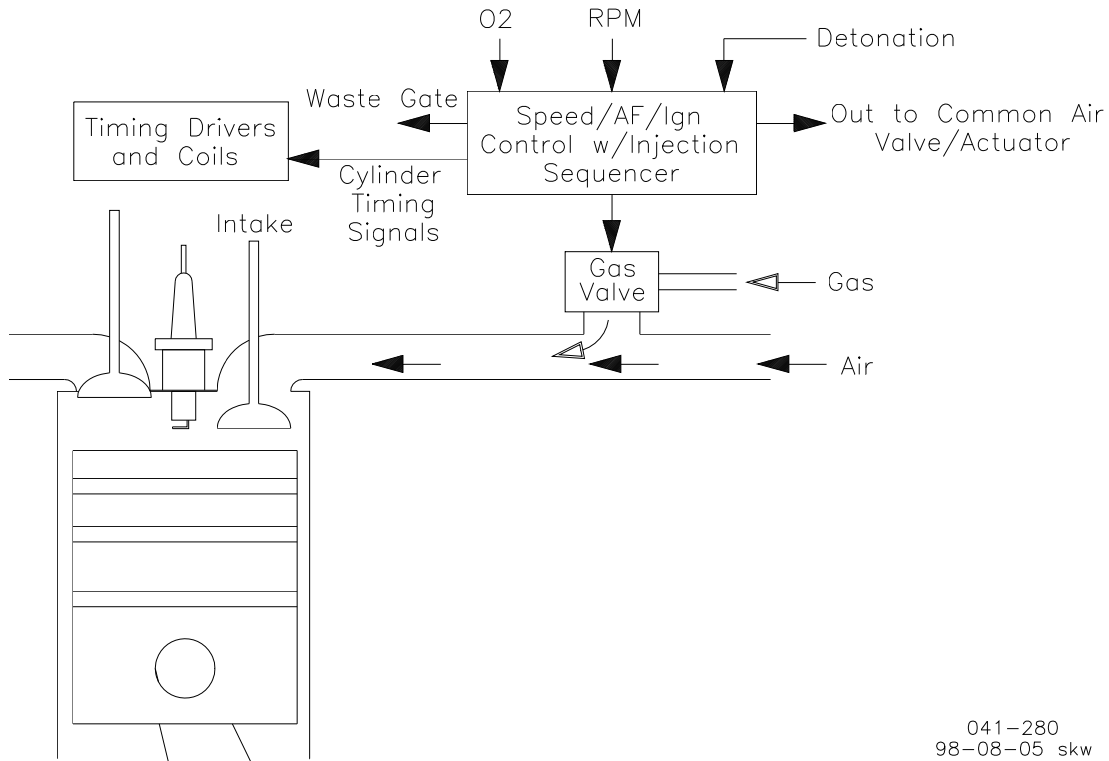 O2
RPM
Detonation
Waste Gate
Speed/AF/Ign
Control w/Injection
Sequencer
Out to Common Air
Valve/Actuator
Timing Drivers
and Coils
Cylinder
Timing
Signals
Intake
Gas
Valve
Gas
Air
041-280
98-08-05 skw